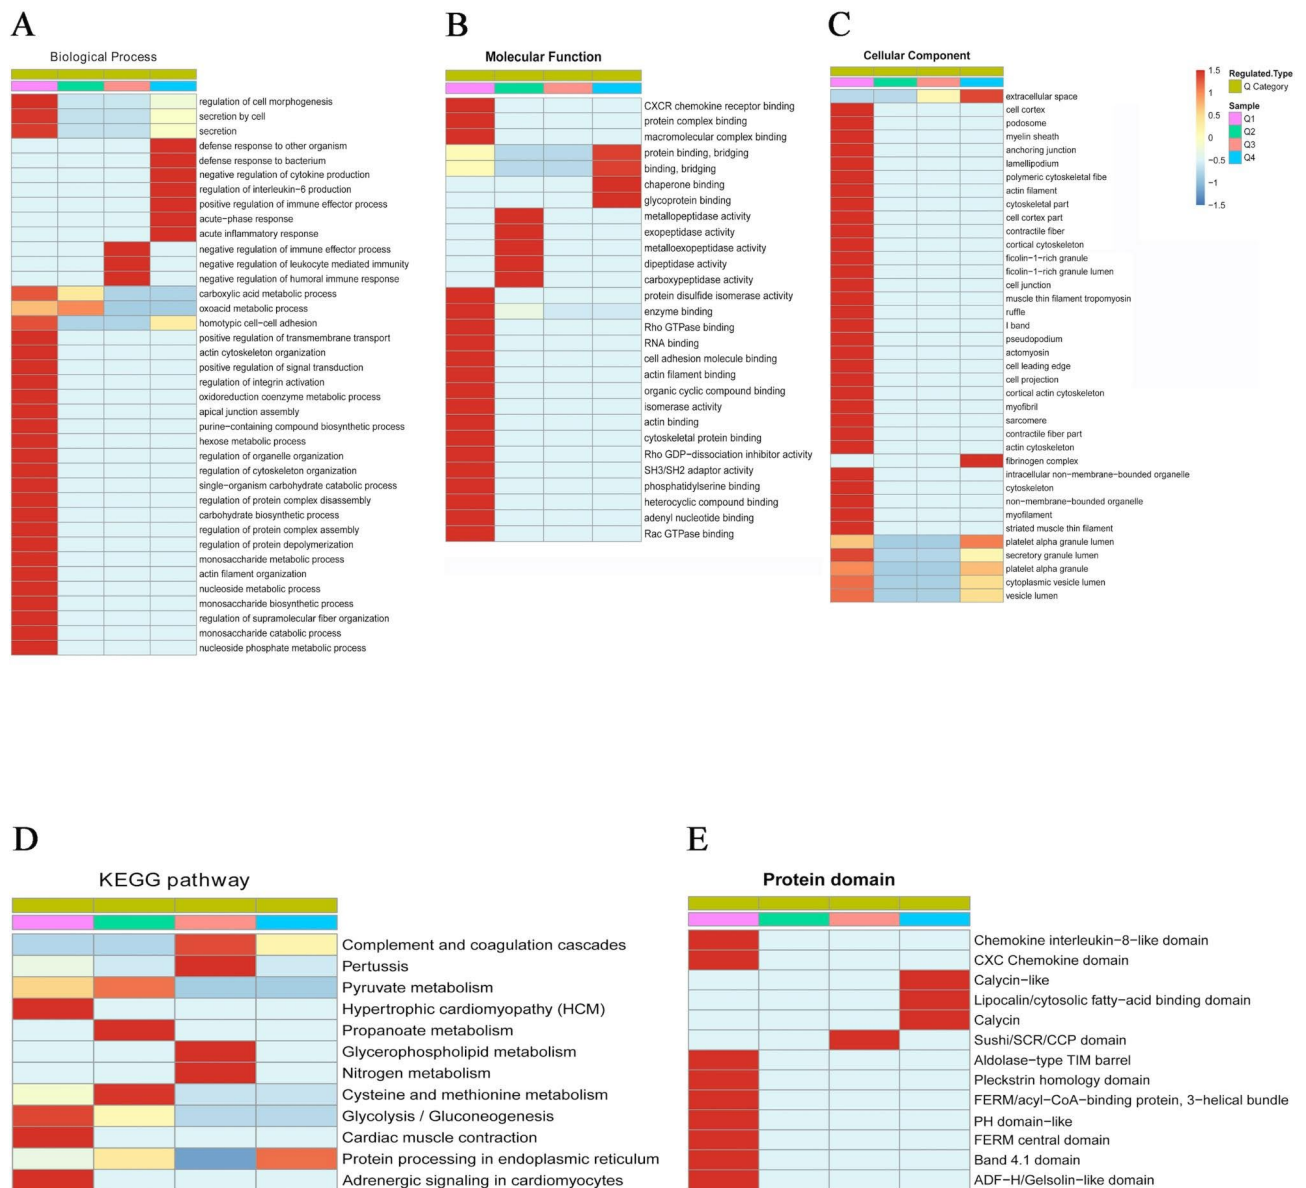 A
Biological Process
regulation of cell morphogenesis
secretion by cell
secretion
defense response to other organism
defense response to bacterium
negative regulation of cytokine production
regulation of interleukin−6 production
positive regulation of immune effector process
acute−phase response
acute inflammatory response
negative regulation of immune effector process
negative regulation of leukocyte mediated immunity
negative regulation of humoral immune response
carboxylic acid metabolic process
oxoacid metabolic process
homotypic cell−cell adhesion
positive regulation of transmembrane transport
actin cytoskeleton organization
positive regulation of signal transduction
regulation of integrin activation
oxidoreduction coenzyme metabolic process
apical junction assembly
purine−containing compound biosynthetic process
hexose metabolic process
regulation of organelle organization
regulation of cytoskeleton organization
single−organism carbohydrate catabolic process
regulation of protein complex disassembly
carbohydrate biosynthetic process
regulation of protein complex assembly
regulation of protein depolymerization
monosaccharide metabolic process
actin filament organization
nucleoside metabolic process
monosaccharide biosynthetic process
regulation of supramolecular fiber organization
monosaccharide catabolic process
nucleoside phosphate metabolic process
B
Molecular Function
CXCR chemokine receptor binding
protein complex binding
macromolecular complex binding
protein binding, bridging
binding, bridging
chaperone binding
glycoprotein binding
metallopeptidase activity
exopeptidase activity
metalloexopeptidase activity
dipeptidase activity
carboxypeptidase activity
protein disulfide isomerase activity
enzyme binding
Rho GTPase binding
RNA binding
cell adhesion molecule binding
actin filament binding
organic cyclic compound binding
isomerase activity
actin binding
cytoskeletal protein binding
Rho GDP−dissociation inhibitor activity
SH3/SH2 adaptor activity
phosphatidylserine binding
heterocyclic compound binding
adenyl nucleotide binding
Rac GTPase binding
C
Cellular Component
extracellular space
cell cortex
podosome
myelin sheath
anchoring junction
lamellipodium
polymeric cytoskeletal fibe
actin filament
cytoskeletal part
cell cortex part
contractile fiber
cortical cytoskeleton
ficolin−1−rich granule
ficolin−1−rich granule lumen
cell junction
muscle thin filament tropomyosin
ruffle
I band
pseudopodium
actomyosin
cell leading edge
cell projection
cortical actin cytoskeleton
myofibril
sarcomere
contractile fiber part
actin cytoskeleton
fibrinogen complex
intracellular non−membrane−bounded organelle
cytoskeleton
non−membrane−bounded organelle
myofilament
striated muscle thin filament
platelet alpha granule lumen
secretory granule lumen
platelet alpha granule
cytoplasmic vesicle lumen
vesicle lumen
1.5
1
0.5
0
−0.5
−1
−1.5
Regulated.Type
Q Category
Sample
Q1
Q2
Q3
Q4
D
KEGG pathway
Complement and coagulation cascades
Pertussis
Pyruvate metabolism
Hypertrophic cardiomyopathy (HCM)
Propanoate metabolism
Glycerophospholipid metabolism
Nitrogen metabolism
Cysteine and methionine metabolism
Glycolysis / Gluconeogenesis
Cardiac muscle contraction
Protein processing in endoplasmic reticulum
Adrenergic signaling in cardiomyocytes
E
Protein domain
Chemokine interleukin−8−like domain
CXC Chemokine domain
Calycin−like
Lipocalin/cytosolic fatty−acid binding domain
Calycin
Sushi/SCR/CCP domain
Aldolase−type TIM barrel
Pleckstrin homology domain
FERM/acyl−CoA−binding protein, 3−helical bundle
PH domain−like
FERM central domain
Band 4.1 domain
ADF−H/Gelsolin−like domain